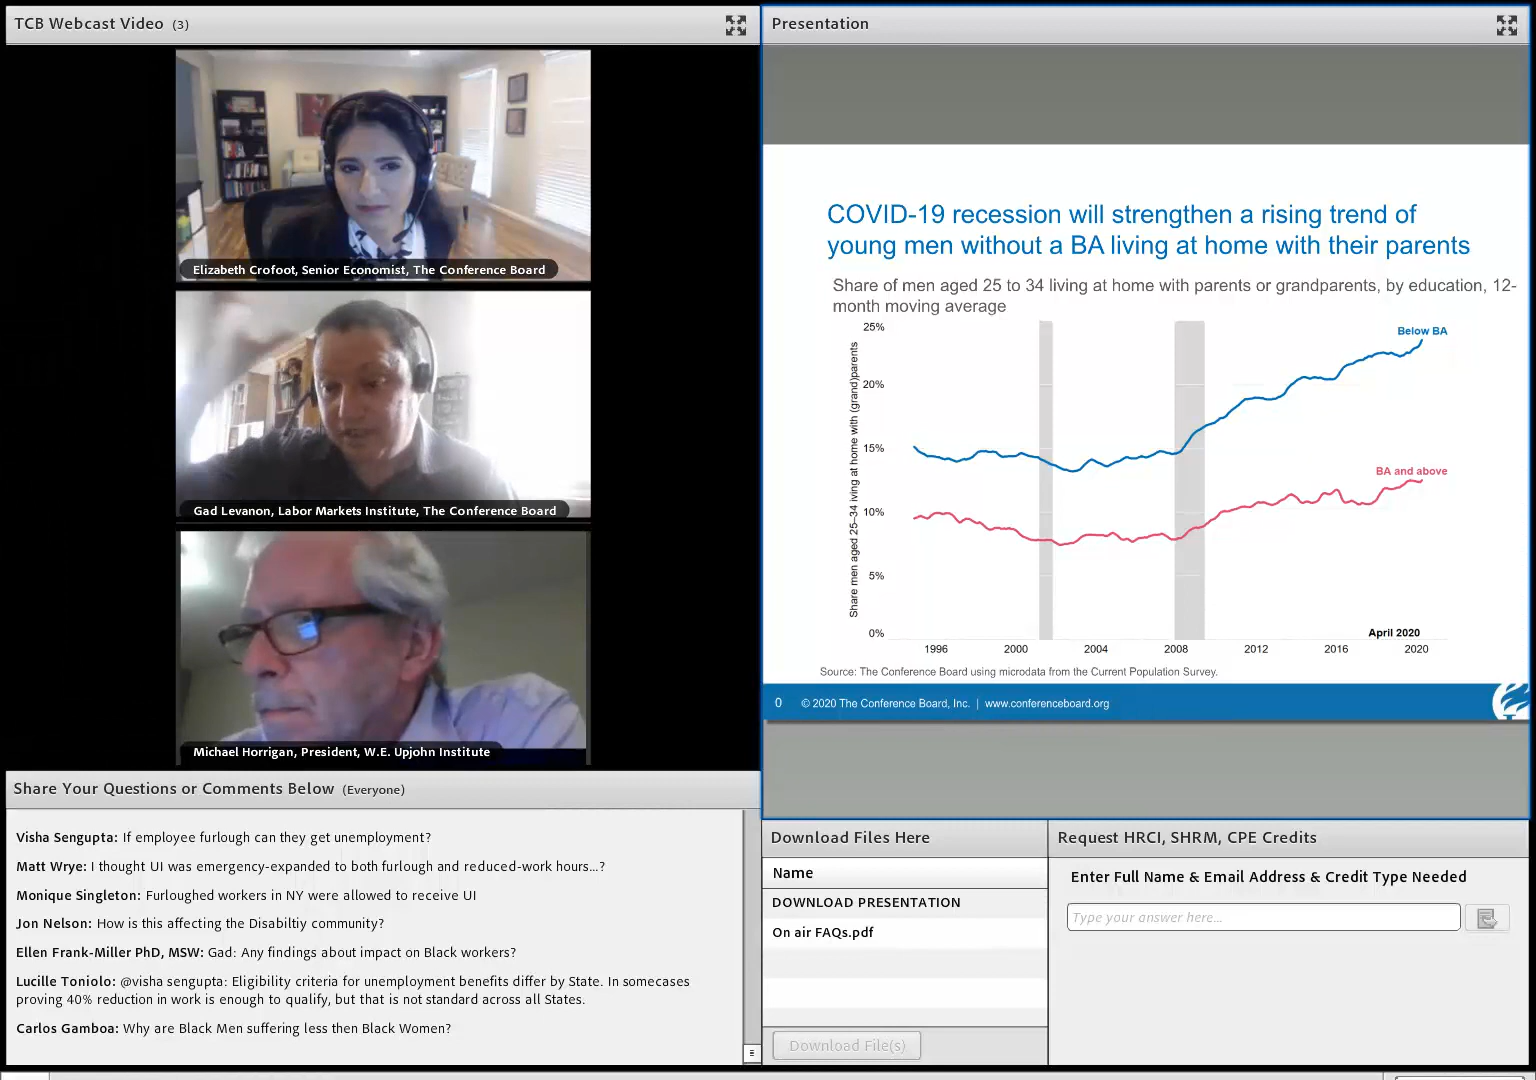 TCB Webcast Video (3)
Elizabeth Crofoot, Senior Economist, The Conference Board
Gad Levanon, Labor Markets Institute, The Conference Board
Michael Horrigan, President, W.E. Upjohn Institute
Share Your Questions or Comments Below (Everyone)
Visha Sengupta: If employee furlough can they get unemployment?
Matt Wrye: I thought UI was emergency-expanded to both furlough and reduced-work hours...?
Monique Singleton: Furloughed workers in NY were allowed to receive UI
Jon Nelson: How is this affecting the Disabiltiy community?
Ellen Frank-Miller PhD, MSW: Gad: Any findings about impact on Black workers?
Lucille Toniolo: @visha sengupta: Eligibility criteria for unemployment benefits differ by State. In somecases
proving 40% reduction in work is enough to qualify, but that is not standard across all States.
Carlos Gamboa: Why are Black Men suffering less then Black Women?
Presentation
COVID-19 recession will strengthen a rising trend of
young men without a BA living at home with their parents
Share of men aged 25 to 34 living at home with parents or grandparents, by education, 12-
month moving average
Share men aged 25–34 iving at home with (grand)parents
25%
20%
15%
10%
5%
0%
Below BA
BA and above
April 2020
1996 2000 2004 2008 2012 2016 2020
Source: The Conference Board using microdata from the Current Population Survey.
0 © 2020 The Conference Board, Inc. | www.conferenceboard.org
Download Files Here
Name
DOWNLOAD PRESENTATION
On air FAQs.pdf
Download File(s)
Request HRCI, SHRM, CPE Credits
Enter Full Name & Email Address & Credit Type Needed
Type your answer here...